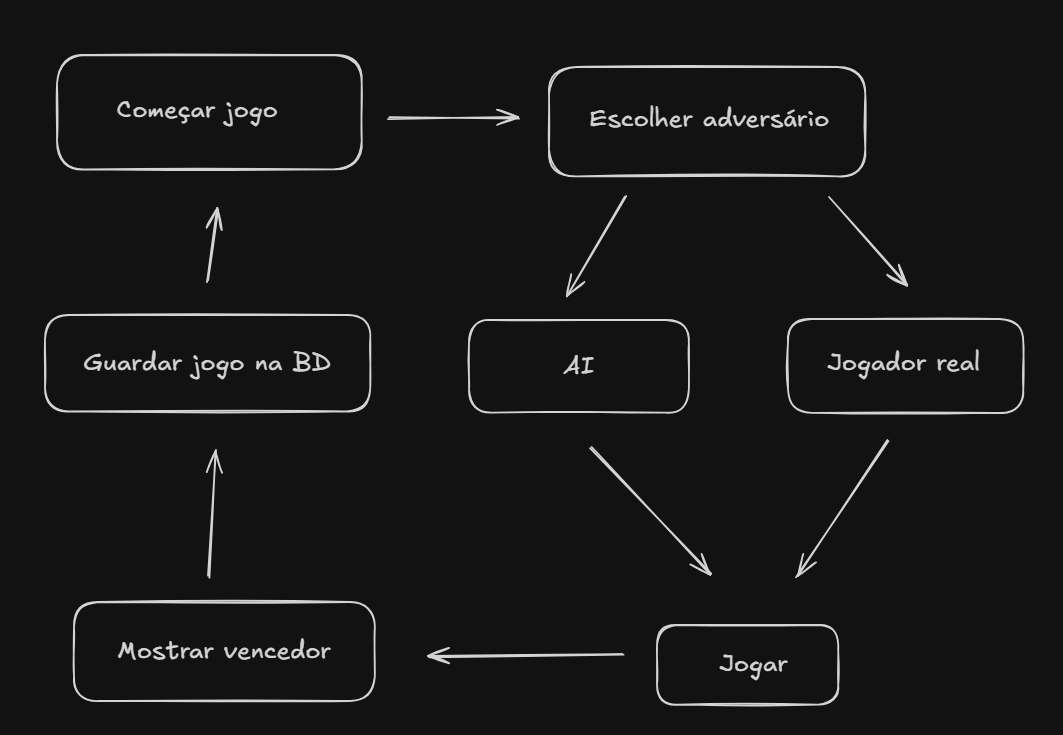 Começar jogo
Escolher adversário
Guardar jogo na BD
AI
Jogador real
Mostrar vencedor
Jogar